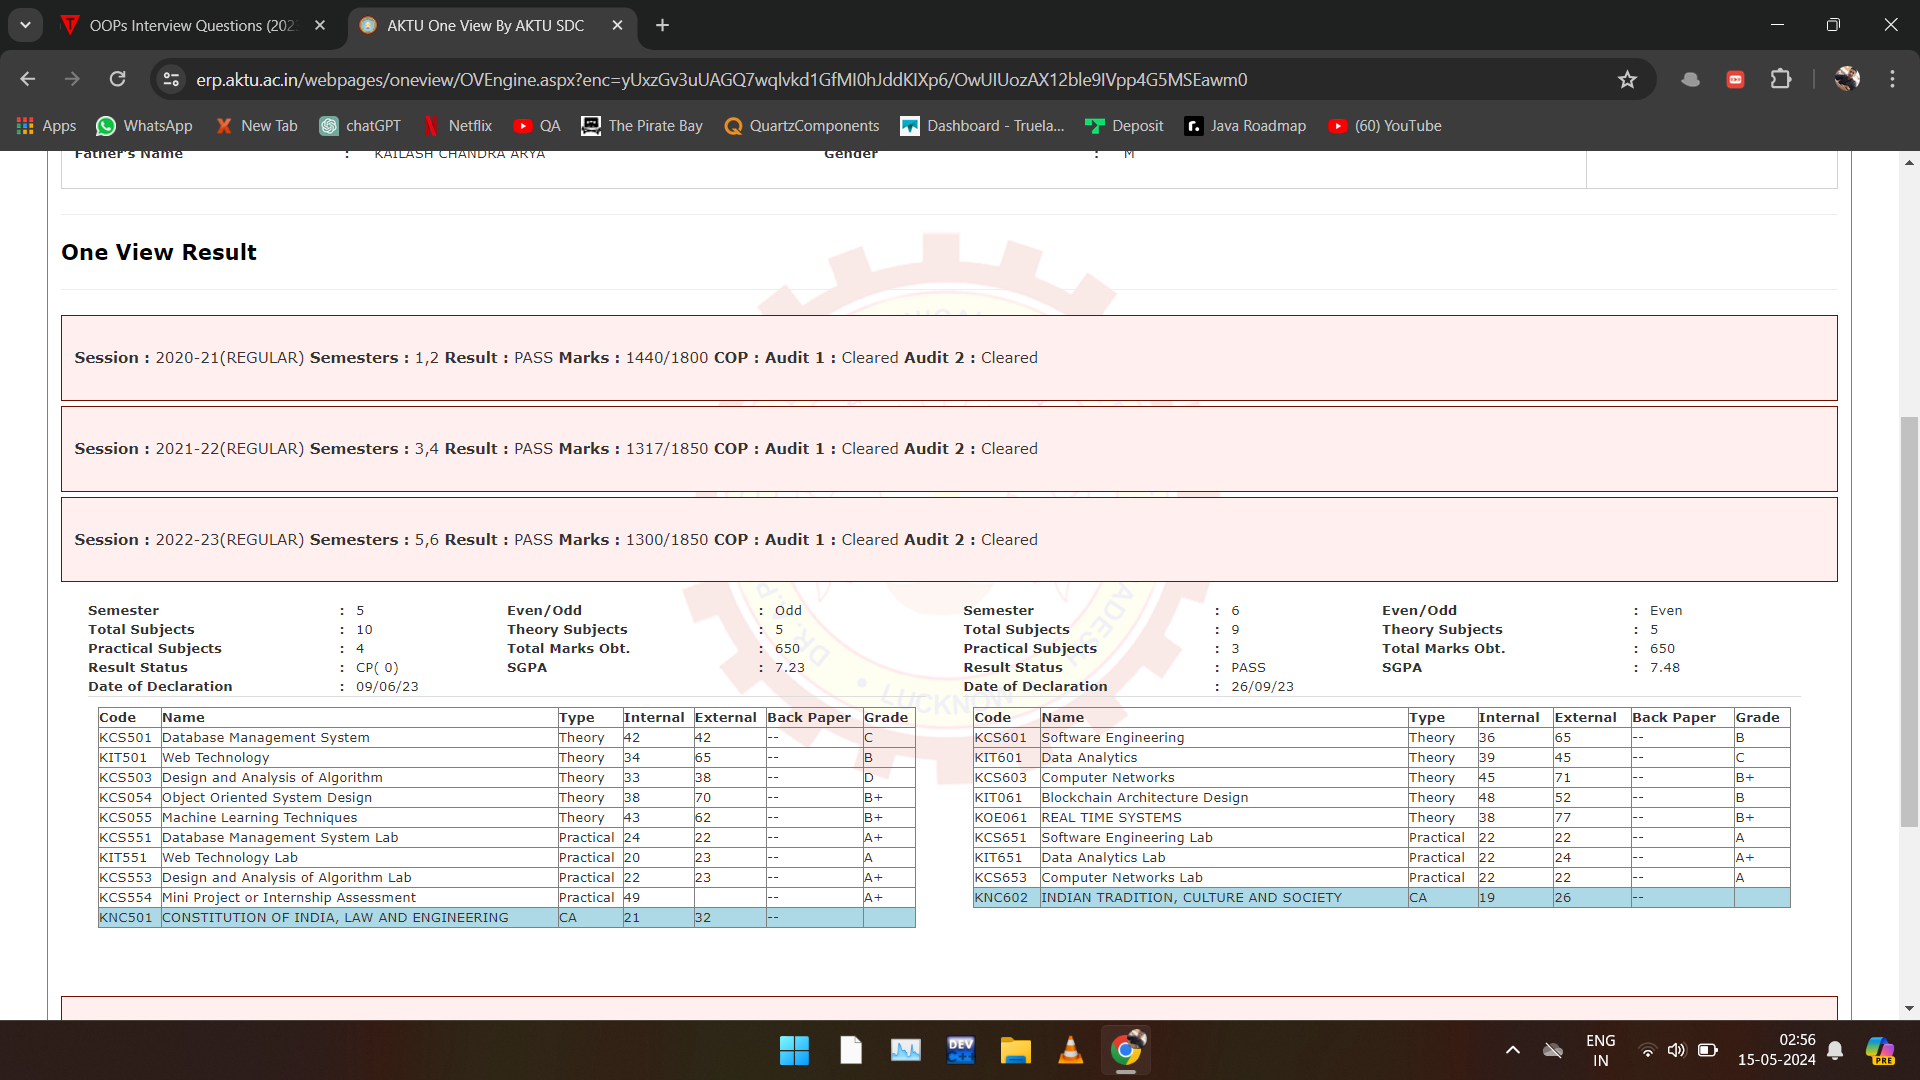 OOPs Interview Questions (202
AKTU One View By AKTU SDC
erp.aktu.ac.in/webpages/oneview/OVEngine.aspx?enc=yUxzGv3uUAGQ7wqlvkd1GfMI0hJddKIXp6/OwUIUozAX12ble9IVpp4G5MSEawm0
Apps WhatsApp New Tab chatGPT Netflix QA The Pirate Bay QuartzComponents Dashboard - Truela... Deposit Java Roadmap (60) YouTube
Father's Name : KAILASH CHANDRA ARYA Gender : M
One View Result
Session : 2020-21(REGULAR) Semesters : 1,2 Result : PASS Marks : 1440/1800 COP : Audit 1 : Cleared Audit 2 : Cleared
Session : 2021-22(REGULAR) Semesters : 3,4 Result : PASS Marks : 1317/1850 COP : Audit 1 : Cleared Audit 2 : Cleared
Session : 2022-23(REGULAR) Semesters : 5,6 Result : PASS Marks : 1300/1850 COP : Audit 1 : Cleared Audit 2 : Cleared
Semester : 5 Even/Odd : Odd
Total Subjects : 10 Theory Subjects : 5
Practical Subjects : 4 Total Marks Obt. : 650
Result Status : CP( 0) SGPA : 7.23
Date of Declaration : 09/06/23
Code Name Type Internal External Back Paper Grade
KCS501 Database Management System Theory 42 42 -- C
KIT501 Web Technology Theory 34 65 -- B
KCS503 Design and Analysis of Algorithm Theory 33 38 -- D
KCS054 Object Oriented System Design Theory 38 70 -- B+
KCS055 Machine Learning Techniques Theory 43 62 -- B+
KCS551 Database Management System Lab Practical 24 22 -- A+
KIT551 Web Technology Lab Practical 20 23 -- A
KCS553 Design and Analysis of Algorithm Lab Practical 22 23 -- A+
KCS554 Mini Project or Internship Assessment Practical 49 -- A+
KNC501 CONSTITUTION OF INDIA, LAW AND ENGINEERING CA 21 32 --
Semester : 6 Even/Odd : Even
Total Subjects : 9 Theory Subjects : 5
Practical Subjects : 3 Total Marks Obt. : 650
Result Status : PASS SGPA : 7.48
Date of Declaration : 26/09/23
Code Name Type Internal External Back Paper Grade
KCS601 Software Engineering Theory 36 65 -- B
KIT601 Data Analytics Theory 39 45 -- C
KCS603 Computer Networks Theory 45 71 -- B+
KIT061 Blockchain Architecture Design Theory 48 52 -- B
KOE061 REAL TIME SYSTEMS Theory 38 77 -- B+
KCS651 Software Engineering Lab Practical 22 22 -- A
KIT651 Data Analytics Lab Practical 22 24 -- A+
KCS653 Computer Networks Lab Practical 22 22 -- A
KNC602 INDIAN TRADITION, CULTURE AND SOCIETY CA 19 26 --
LUCKNOW
DEV
ENG
IN
02:56
15-05-2024
PRE